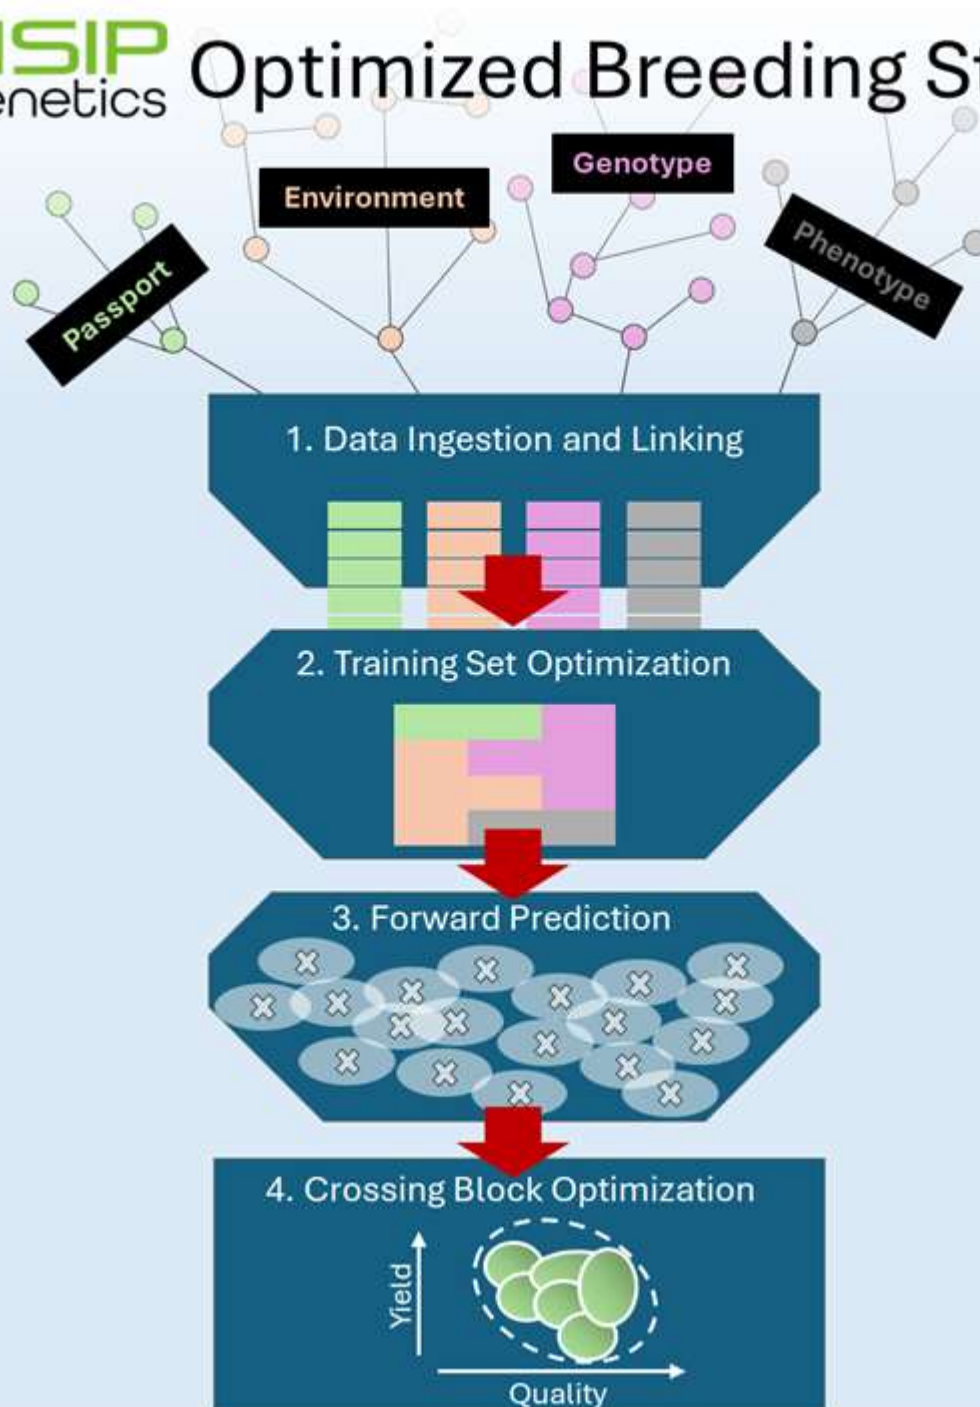 SIP
enetics
Optimized Breeding St
Environment
Genotype
Passport
Phenotype
1. Data Ingestion and Linking
2. Training Set Optimization
3. Forward Prediction
4. Crossing Block Optimization
Yield
Quality